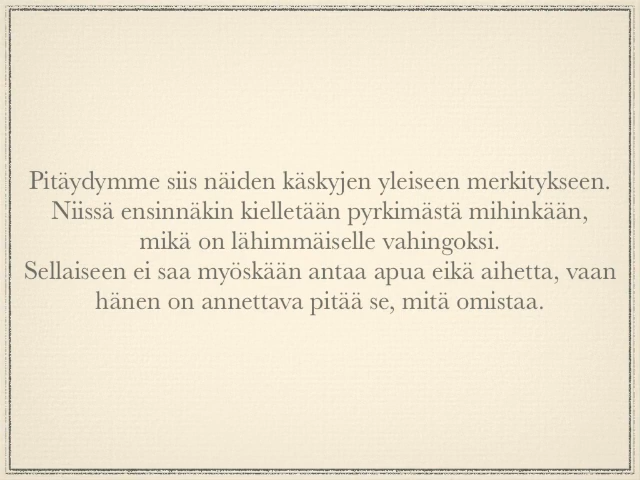 Pitäydymme siis näiden käskyjen yleiseen merkitykseen.
Niissä ensinnäkin kielletään pyrkimästä mihinkään,
mikä on lähimmäiselle vahingoksi.
Sellaiseen ei saa myöskään antaa apua eikä aihetta, vaan
hänen on annettava pitää se, mitä omistaa.